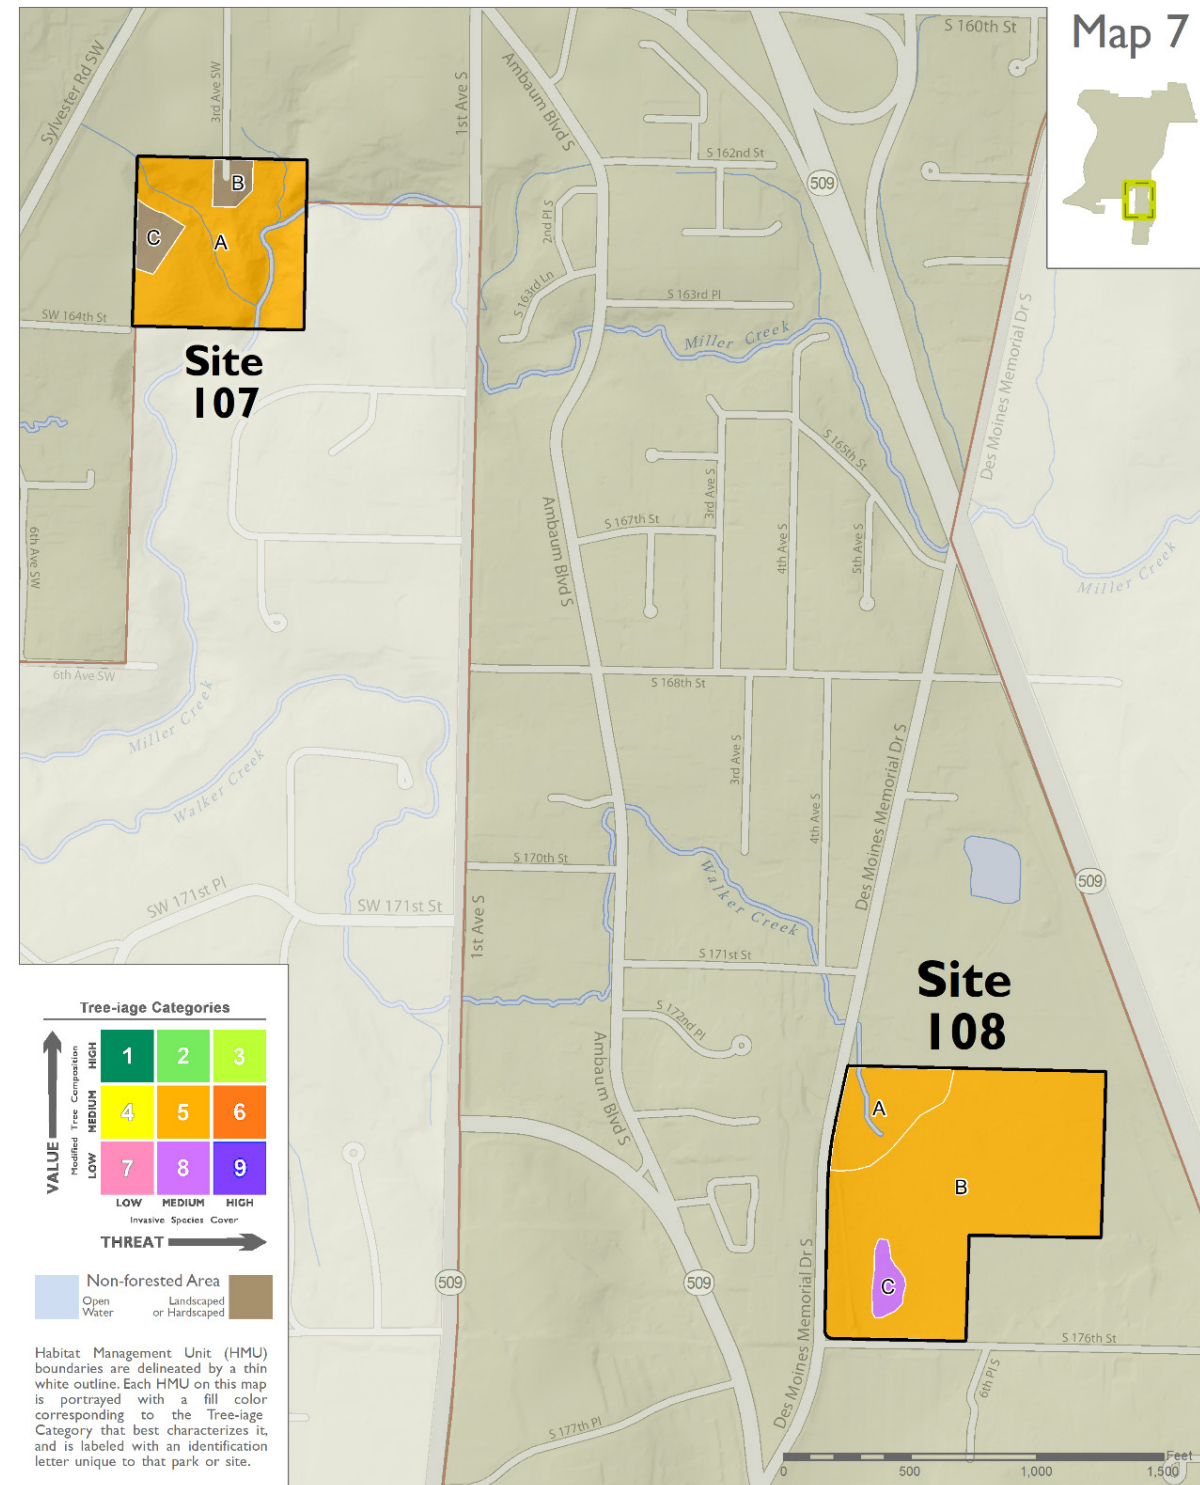 Map 7
S 160th St
Sylvester Rd SW
3rd Ave SW
1st Ave S
Ambaum Blvd S
S 162nd St
509
B
C
A
2nd Pl S
S 163rd Ln
S 163rd Pl
SW 164th St
Miller Creek
Des Moines Memorial Dr S
Site
107
S 165th St
3rd Ave S
Ambaum Blvd S
S 167th St
4th Ave S
5th Ave S
6th Ave SW
Miller Creek
6th Ave SW
S 168th St
Miller Creek
Walker Creek
3rd Ave S
Des Moines Memorial Dr S
4th Ave S
S 170th St
Walker Creek
509
SW 171st Pl
SW 171st St
1st Ave S
S 171st St
Site
108
S 172nd Pl
Ambaum Blvd S
A
B
C
509
509
Des Moines Memorial Dr S
S 176th St
6th Pl S
S 177th Pl
Feet
0 500 1,000 1,500
Tree-iage Categories
VALUE
Modified Tree Composition
HIGH
MEDIUM
LOW
1 2 3
4 5 6
7 8 9
LOW MEDIUM HIGH
Invasive Species Cover
THREAT
Non-forested Area
Open
Water
Landscaped
or Hardscaped
Habitat Management Unit (HMU)
boundaries are delineated by a thin
white outline. Each HMU on this map
is portrayed with a fill color
corresponding to the Tree-iage
Category that best characterizes it,
and is labeled with an identification
letter unique to that park or site.